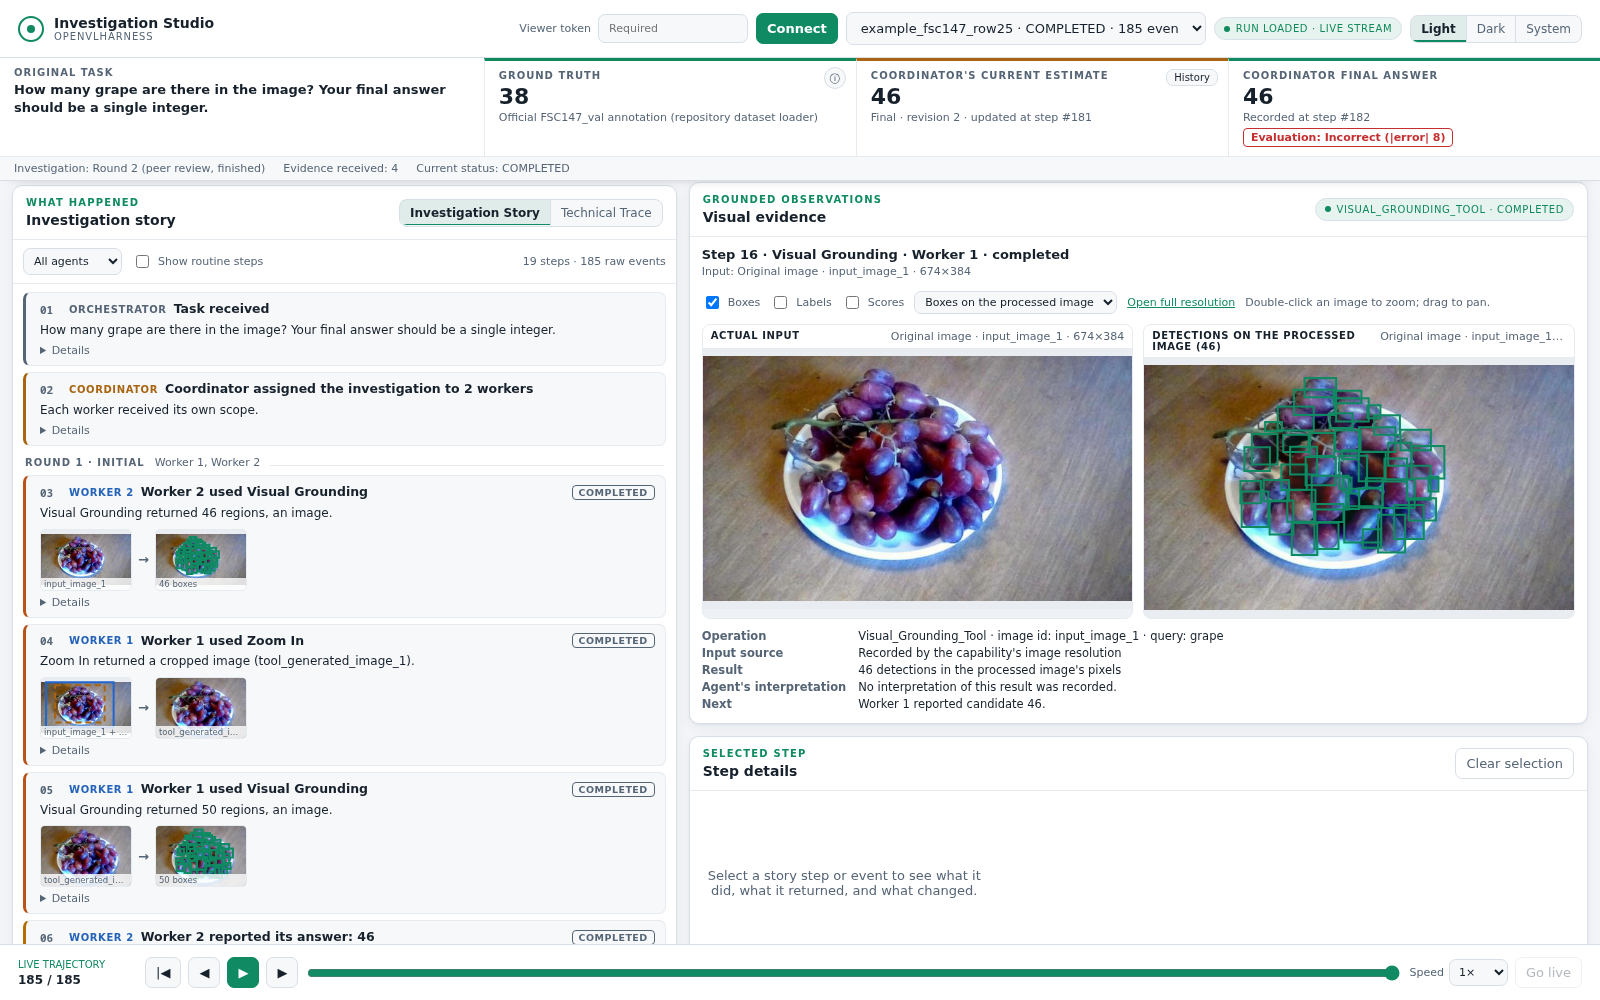 Investigation Studio
OPENVLHARNESS
Viewer token
Required
Connect
example_fsc147_row25 · COMPLETED · 185 even
RUN LOADED · LIVE STREAM
Light
Dark
System
ORIGINAL TASK
How many grape are there in the image? Your final answer
should be a single integer.
GROUND TRUTH
38
Official FSC147_val annotation (repository dataset loader)
COORDINATOR'S CURRENT ESTIMATE
History
46
Final · revision 2 · updated at step #181
COORDINATOR FINAL ANSWER
46
Recorded at step #182
Evaluation: Incorrect (|error| 8)
Investigation: Round 2 (peer review, finished)
Evidence received: 4
Current status: COMPLETED
WHAT HAPPENED
Investigation story
Investigation Story
Technical Trace
All agents
Show routine steps
19 steps · 185 raw events
01 ORCHESTRATOR Task received
How many grape are there in the image? Your final answer should be a single integer.
Details
02 COORDINATOR Coordinator assigned the investigation to 2 workers
Each worker received its own scope.
Details
ROUND 1 · INITIAL Worker 1, Worker 2
03 WORKER 2 Worker 2 used Visual Grounding
COMPLETED
Visual Grounding returned 46 regions, an image.
input_image_1
→
46 boxes
Details
04 WORKER 1 Worker 1 used Zoom In
COMPLETED
Zoom In returned a cropped image (tool_generated_image_1).
input_image_1 + ...
→
tool_generated_i...
Details
05 WORKER 1 Worker 1 used Visual Grounding
COMPLETED
Visual Grounding returned 50 regions, an image.
tool_generated_i...
→
50 boxes
Details
06 WORKER 2 Worker 2 reported its answer: 46
COMPLETED
GROUNDED OBSERVATIONS
Visual evidence
VISUAL_GROUNDING_TOOL · COMPLETED
Step 16 · Visual Grounding · Worker 1 · completed
Input: Original image · input_image_1 · 674×384
Boxes
Labels
Scores
Boxes on the processed image
Open full resolution
Double-click an image to zoom; drag to pan.
ACTUAL INPUT
Original image · input_image_1 · 674×384
DETECTIONS ON THE PROCESSED
IMAGE (46)
Original image · input_image_1...
Operation Visual_Grounding_Tool · image id: input_image_1 · query: grape
Input source Recorded by the capability's image resolution
Result 46 detections in the processed image's pixels
Agent's interpretation No interpretation of this result was recorded.
Next Worker 1 reported candidate 46.
SELECTED STEP
Step details
Clear selection
Select a story step or event to see what it
did, what it returned, and what changed.
LIVE TRAJECTORY
185 / 185
Speed
1×
Go live